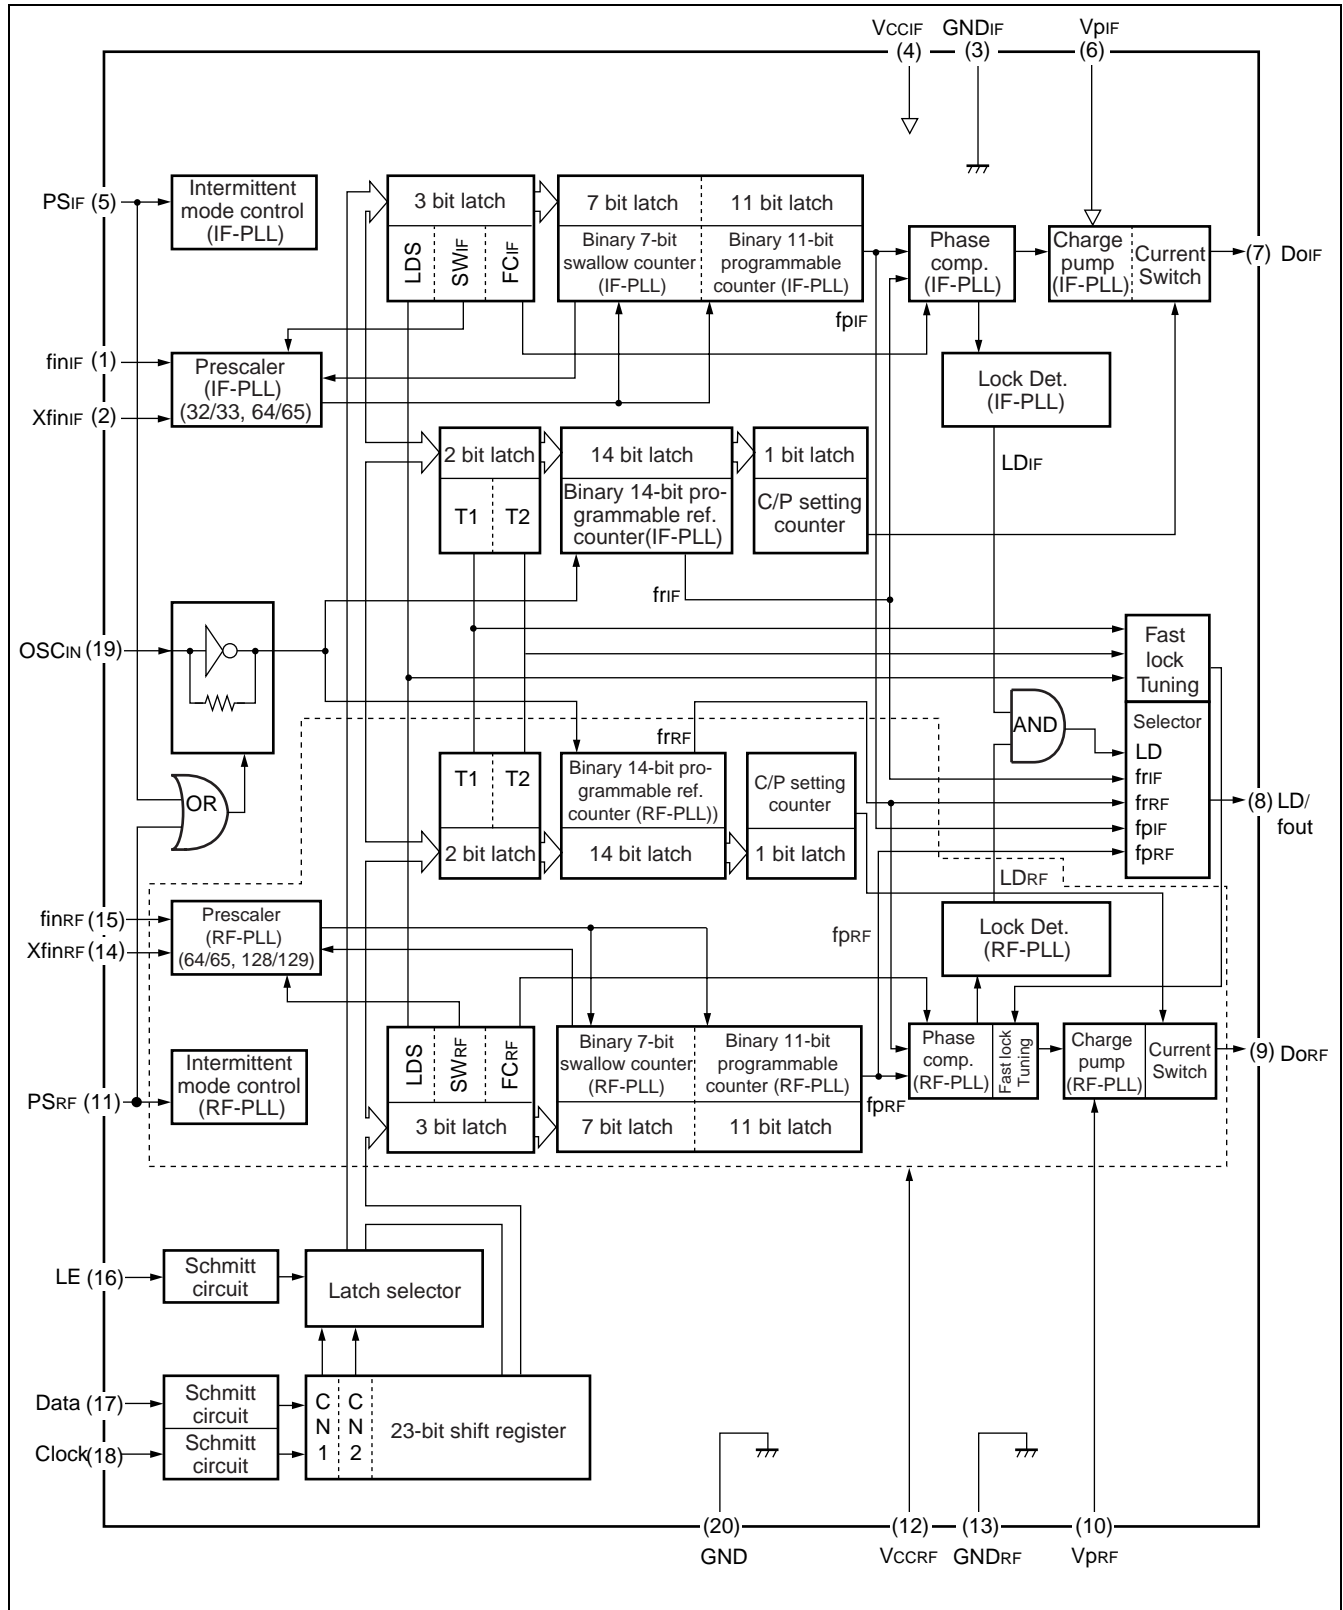 VCCIF GNDIF VpIF
(4) (3) (6)
PSIF (5)
Intermittent
mode control
(IF-PLL)
3 bit latch
LDS
SWIF
FCIF
7 bit latch
11 bit latch
Binary 7-bit
swallow counter
(IF-PLL)
Binary 11-bit
programmable
counter (IF-PLL)
fpIF
Phase
comp.
(IF-PLL)
Charge
pump
(IF-PLL)
Current
Switch
(7) DoIF
finIF (1)
XfinIF (2)
Prescaler
(IF-PLL)
(32/33, 64/65)
Lock Det.
(IF-PLL)
LDIF
2 bit latch
T1
T2
14 bit latch
Binary 14-bit pro-
grammable ref.
counter(IF-PLL)
1 bit latch
C/P setting
counter
frIF
OSCIN (19)
OR
Fast
lock
Tuning
AND
Selector
LD
frIF
frRF
fpIF
fpRF
(8) LD/
fout
frRF
T1
T2
2 bit latch
Binary 14-bit pro-
grammable ref.
counter (RF-PLL))
14 bit latch
C/P setting
counter
1 bit latch
LDRF
finRF (15)
XfinRF (14)
Prescaler
(RF-PLL)
(64/65, 128/129)
fpRF
Lock Det.
(RF-PLL)
PSRF (11)
Intermittent
mode control
(RF-PLL)
LDS
SWRF
FCRF
3 bit latch
Binary 7-bit
swallow counter
(RF-PLL)
Binary 11-bit
programmable
counter (RF-PLL)
7 bit latch
11 bit latch
fpRF
Phase
comp.
(RF-PLL)
Fast lock
Tuning
Charge
pump
(RF-PLL)
Current
Switch
(9) DoRF
LE (16)
Schmitt
circuit
Latch selector
Data (17)
Schmitt
circuit
Clock(18)
Schmitt
circuit
C
N
1
C
N
2
23-bit shift register
(20) (12) (13) (10)
GND VCCRF GNDRF VpRF